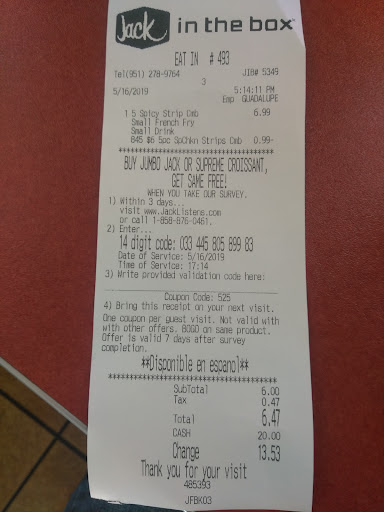 Jack in the box
EAT IN # 493
Tel(951) 278-9764 JIB# 5349
3
5/16/2019 5:14:11 PM
Emp GUADALUPE
1 5 Spicy Strip Cmb 6.99
Small French Fry
Small Drink
845 $6 5pc SpChkn Strips Cmb 0.99-
****************************************
BUY JUMBO JACK OR SUPREME CROISSANT,
GET SAME FREE!
WHEN YOU TAKE OUR SURVEY.
1) Within 3 days...
visit www.JackListens.com
or call 1-858-876-0461.
2) Enter...
14 digit code: 033 445 805 899 83
Date of Service: 5/16/2019
Time of Service: 17:14
3) Write provided validation code here:
Coupon Code: 525
4) Bring this receipt on your next visit.
One coupon per guest visit. Not valid with
with other offers. BOGO on same product.
Offer is valid 7 days after survey
completion.
**Disponible en espanol**
****************************************
SubTotal 6.00
Tax 0.47
Total 6.47
CASH 20.00
Change 13.53
Thank you for your visit
485393
JFBK03